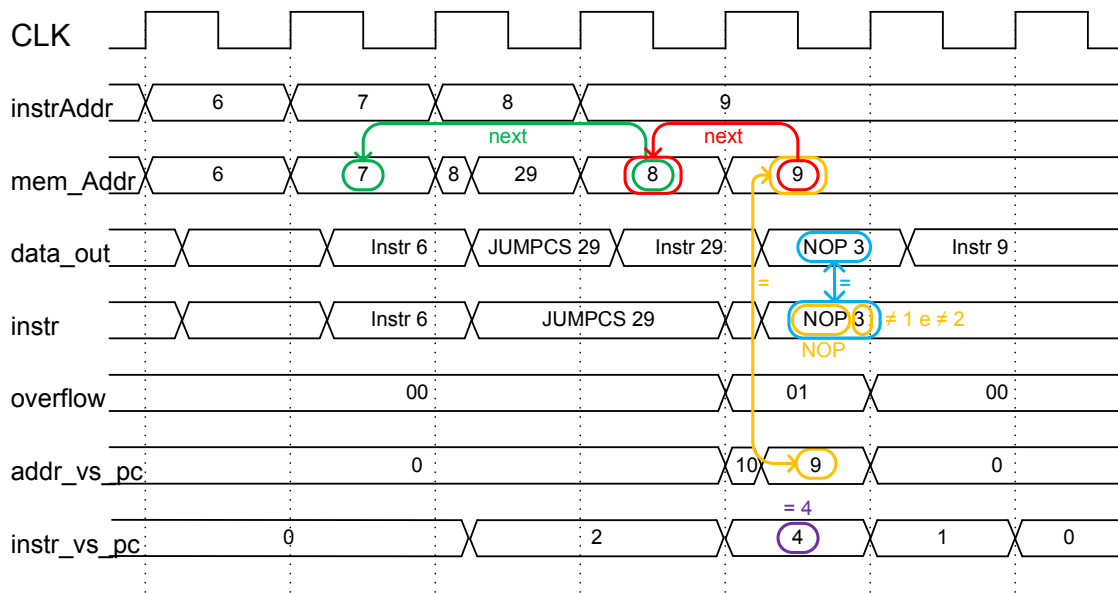 CLK
instrAddr 6 7 8 9
next next
mem_Addr 6 7 8 29 8 9
data_out Instr 6 JUMPCS 29 Instr 29 NOP 3 Instr 9
= =
instr Instr 6 JUMPCS 29 NOP 3 ≠ 1 e ≠ 2
NOP
overflow 00 01 00
addr_vs_pc 0 10 9 0
= 4
instr_vs_pc 0 2 4 1 0